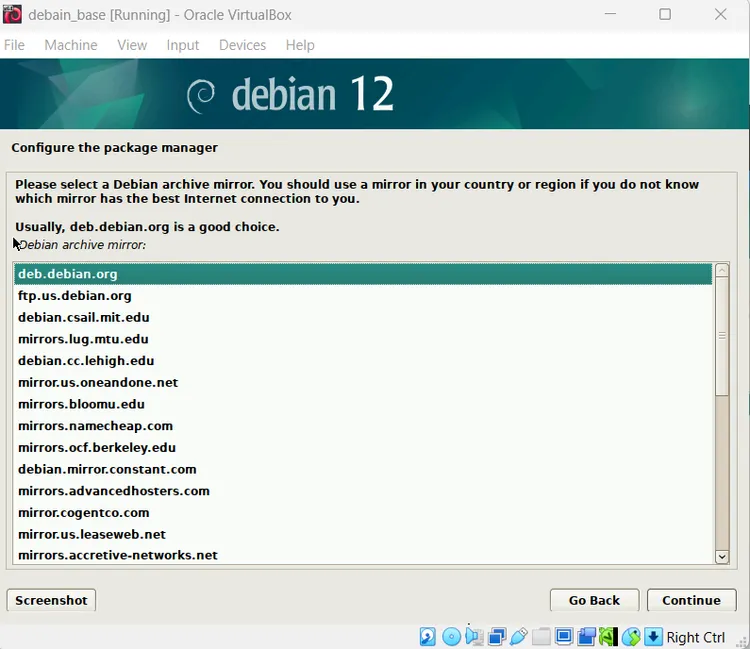 debain_base [Running] - Oracle VirtualBox
File Machine View Input Devices Help
debian 12
Configure the package manager
Please select a Debian archive mirror. You should use a mirror in your country or region if you do not know
which mirror has the best Internet connection to you.
Usually, deb.debian.org is a good choice.
Debian archive mirror:
deb.debian.org
ftp.us.debian.org
debian.csail.mit.edu
mirrors.lug.mtu.edu
debian.cc.lehigh.edu
mirror.us.oneandone.net
mirrors.bloomu.edu
mirrors.namecheap.com
mirrors.ocf.berkeley.edu
debian.mirror.constant.com
mirrors.advancedhosters.com
mirror.cogentco.com
mirror.us.leaseweb.net
mirrors.accretive-networks.net
Screenshot Go Back Continue
Right Ctrl